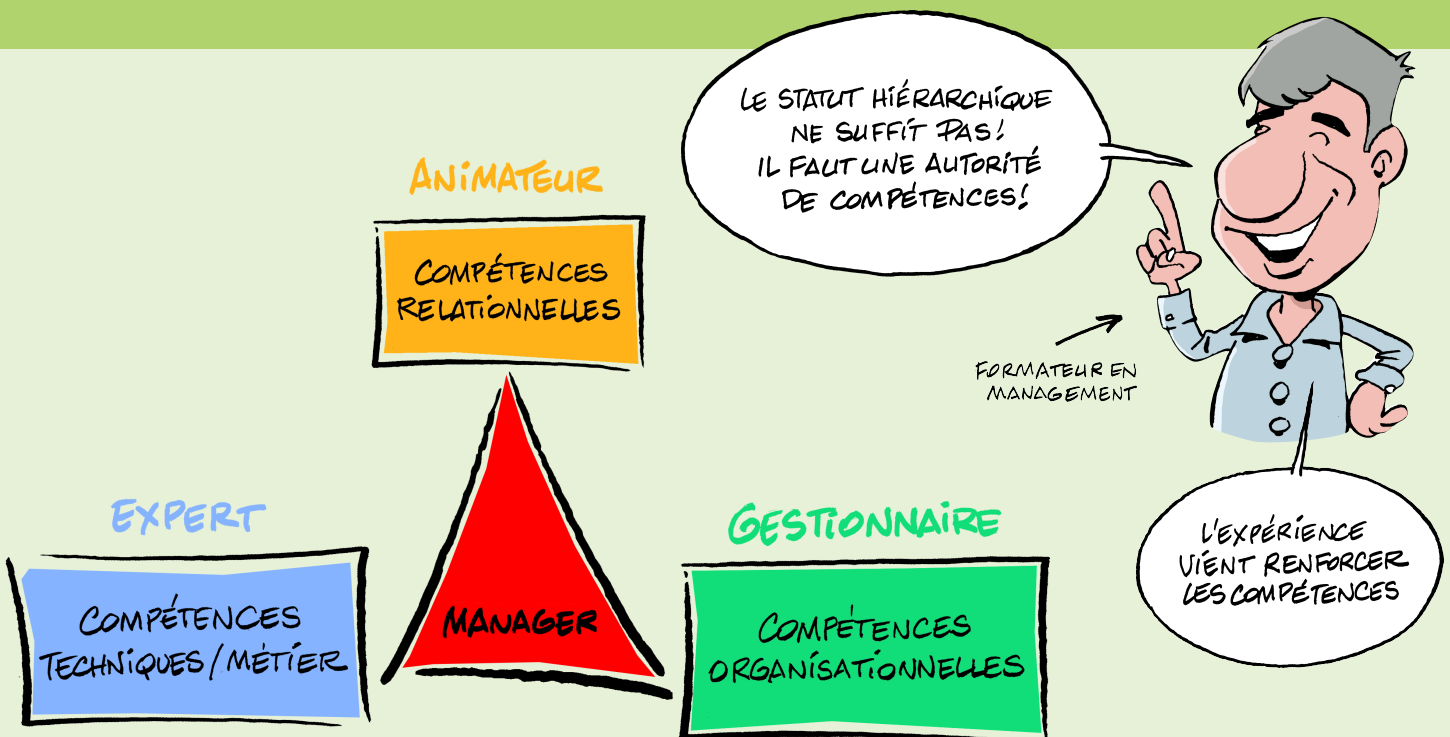 LE STATUT HIÉRARCHIQUE
NE SUFFIT PAS!
IL FAUT UNE AUTORITÉ
DE COMPÉTENCES!
ANIMATEUR
COMPÉTENCES
RELATIONNELLES
FORMATEUR EN
MANAGEMENT
EXPERT
COMPÉTENCES
TECHNIQUES/MÉTIER
MANAGER
GESTIONNAIRE
COMPÉTENCES
ORGANISATIONNELLES
L'EXPÉRIENCE
VIENT RENFORCER
LES COMPÉTENCES